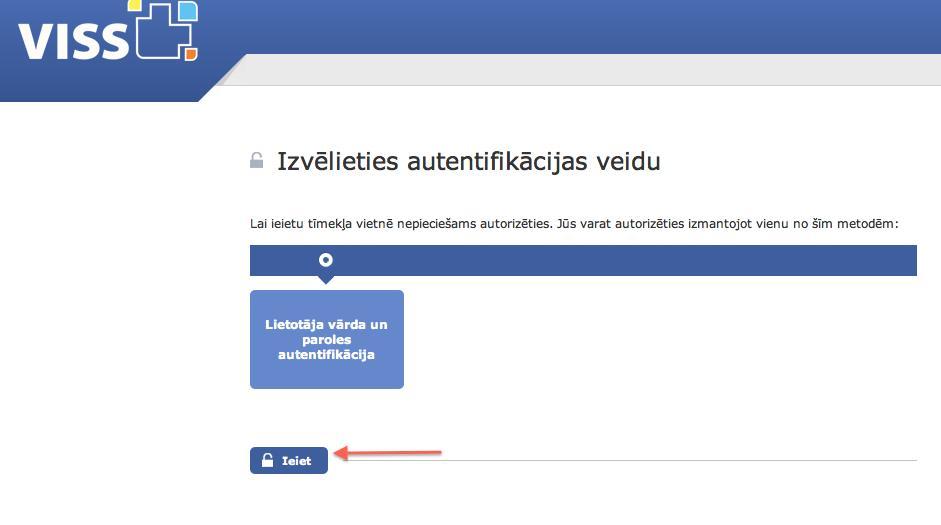 VISS
Izvēlieties autentifikācijas veidu
Lai ieietu tīmekļa vietnē nepieciešams autorizēties. Jūs varat autorizēties izmantojot vienu no šīm metodēm:
Lietotāja vārda un
paroles
autentifikācija
Ieiet